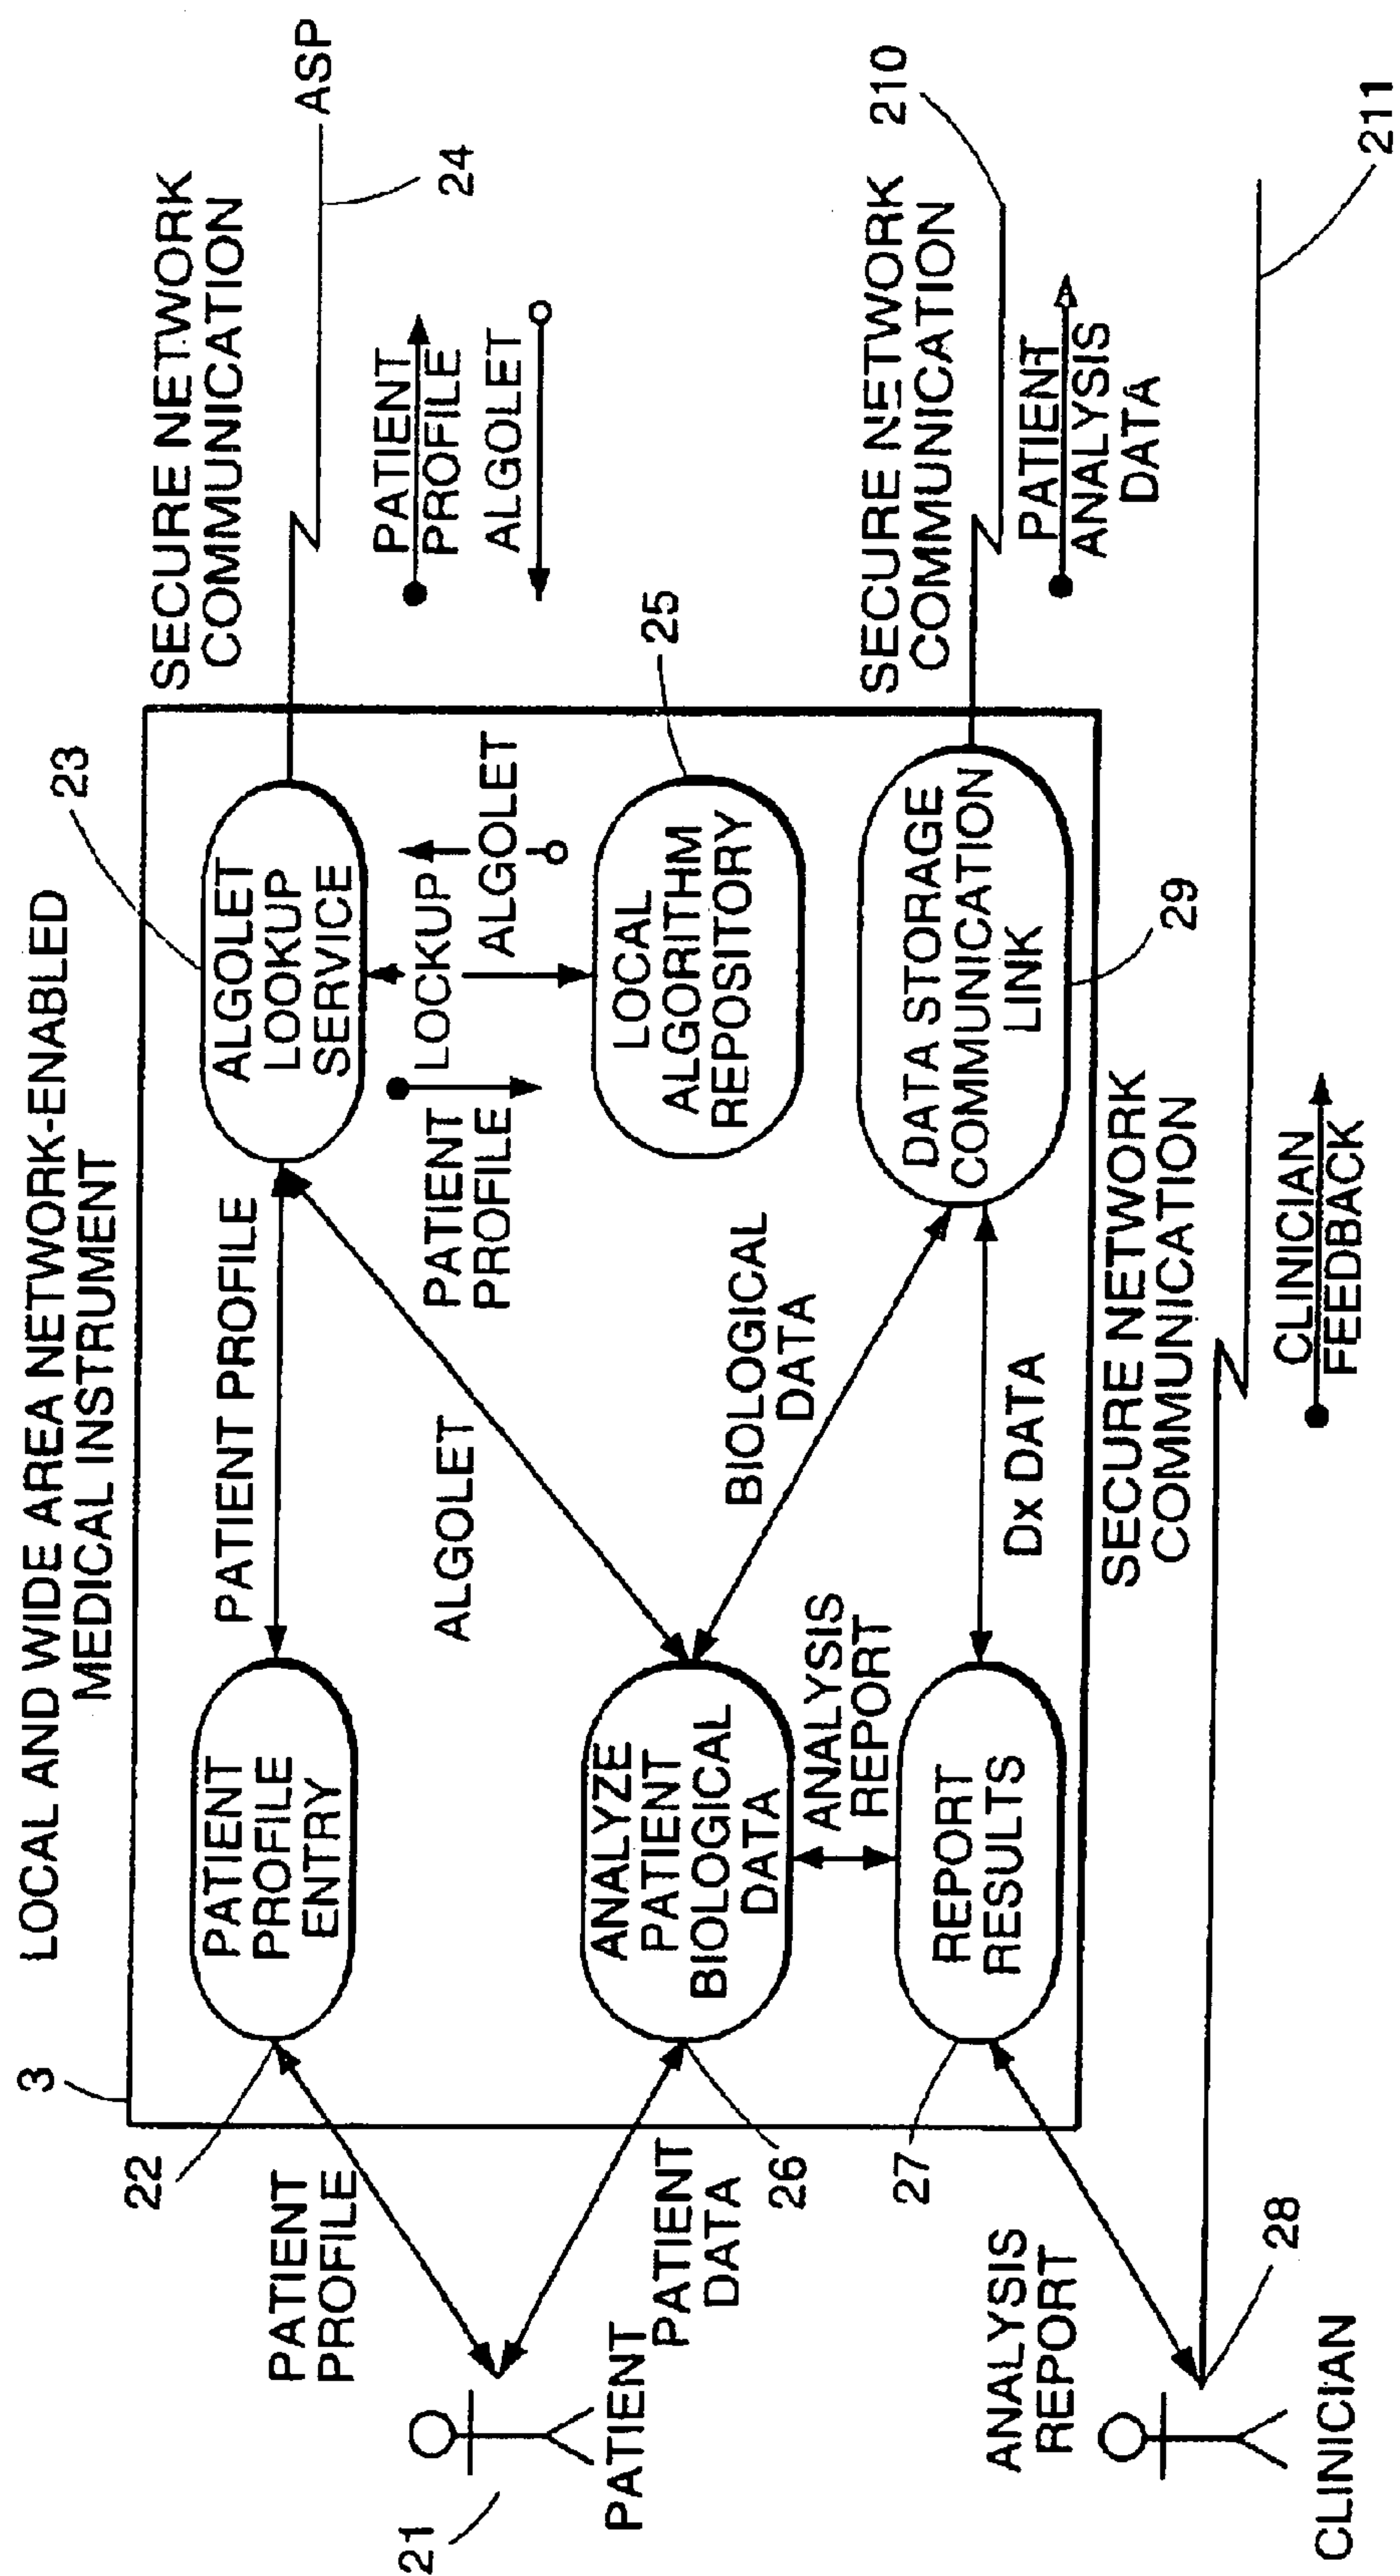 3
LOCAL AND WIDE AREA NETWORK-ENABLED
MEDICAL INSTRUMENT
23
SECURE NETWORK
COMMUNICATION
ASP
24
22
PATIENT
PROFILE
PATIENT
PROFILE
ENTRY
PATIENT PROFILE
ALGOLET
LOOKUP
SERVICE
PATIENT
PROFILE
ALGOLET
21
PATIENT
PATIENT
DATA
26
ANALYZE
PATIENT
BIOLOGICAL
DATA
ALGOLET
PATIENT
PROFILE
LOCKUP
ALGOLET
25
LOCAL
ALGORITHM
REPOSITORY
BIOLOGICAL
DATA
ANALYSIS
REPORT
27
REPORT
RESULTS
Dx DATA
DATA STORAGE
COMMUNICATION
LINK
29
SECURE NETWORK
COMMUNICATION
210
PATIENT
ANALYSIS
DATA
ANALYSIS
REPORT
28
CLINICIAN
SECURE NETWORK
COMMUNICATION
CLINICIAN
FEEDBACK
211